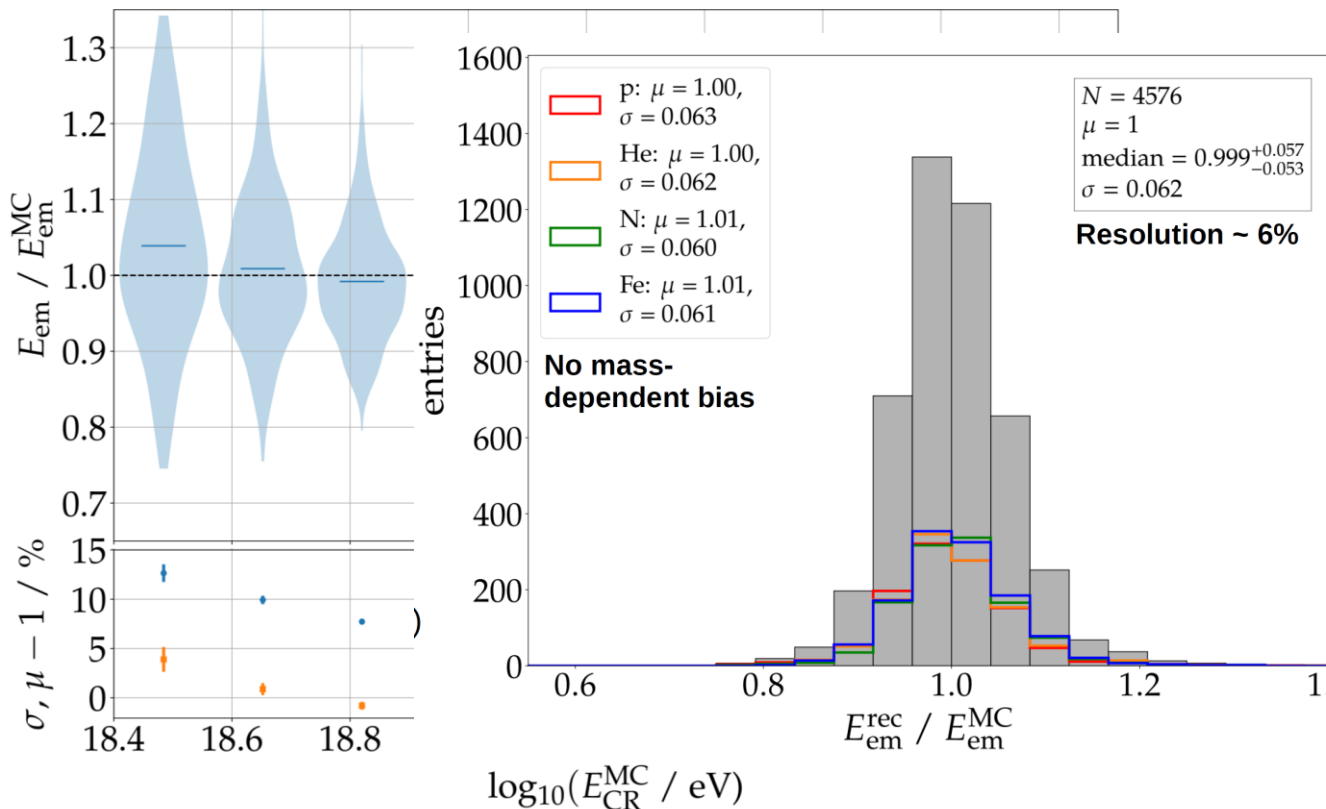 1.3
1.2
1.1
1.0
0.9
0.8
0.7
E_em / E_em^MC
15
10
5
0
σ, μ − 1 / %
18.4 18.6 18.8
)
log₁₀(E_CR^MC / eV)
1600
1400
1200
1000
800
600
400
200
0
entries
p: μ = 1.00,
σ = 0.063
He: μ = 1.00,
σ = 0.062
N: μ = 1.01,
σ = 0.060
Fe: μ = 1.01,
σ = 0.061
No mass-
dependent bias
N = 4576
μ = 1
median = 0.999 +0.057 −0.053
σ = 0.062
Resolution ~ 6%
0.6 0.8 1.0 1.2 1.
E_em^rec / E_em^MC